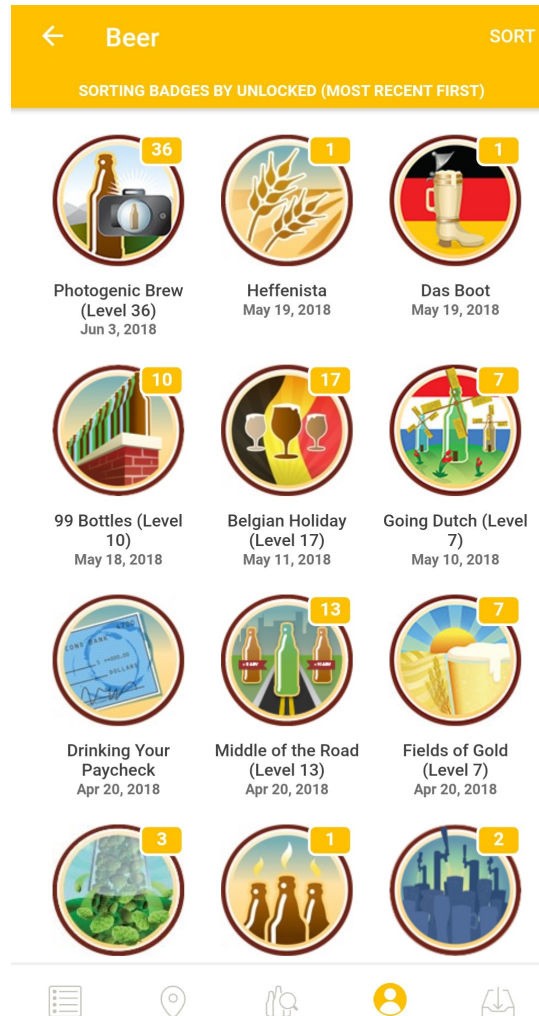 Beer
SORT
SORTING BADGES BY UNLOCKED (MOST RECENT FIRST)
36
1
1
Photogenic Brew
(Level 36)
Jun 3, 2018
Heffenista
May 19, 2018
Das Boot
May 19, 2018
10
17
7
99 Bottles (Level
10)
May 18, 2018
Belgian Holiday
(Level 17)
May 11, 2018
Going Dutch (Level
7)
May 10, 2018
DOLLARS
13
7
Drinking Your
Paycheck
Apr 20, 2018
Middle of the Road
(Level 13)
Apr 20, 2018
Fields of Gold
(Level 7)
Apr 20, 2018
3
1
2